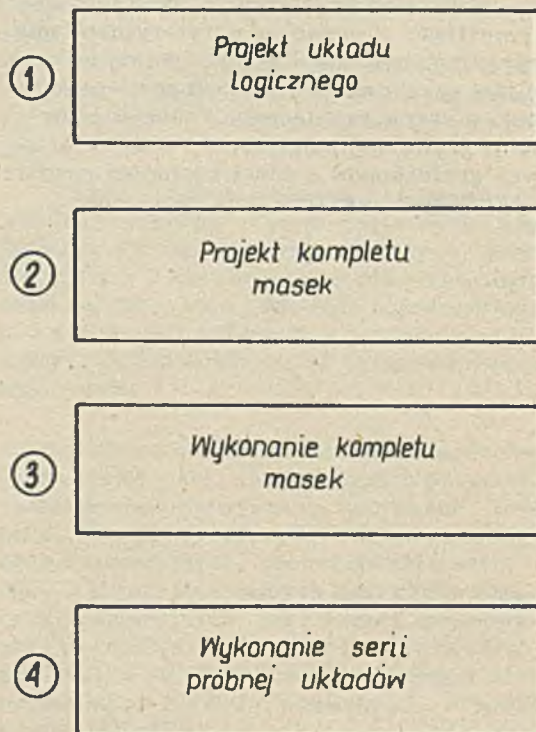 1
Projekt układu
logicznego
2
Projekt kompletu
masek
3
Wykonanie kompletu
masek
4
Wykonanie serii
próbnej układów